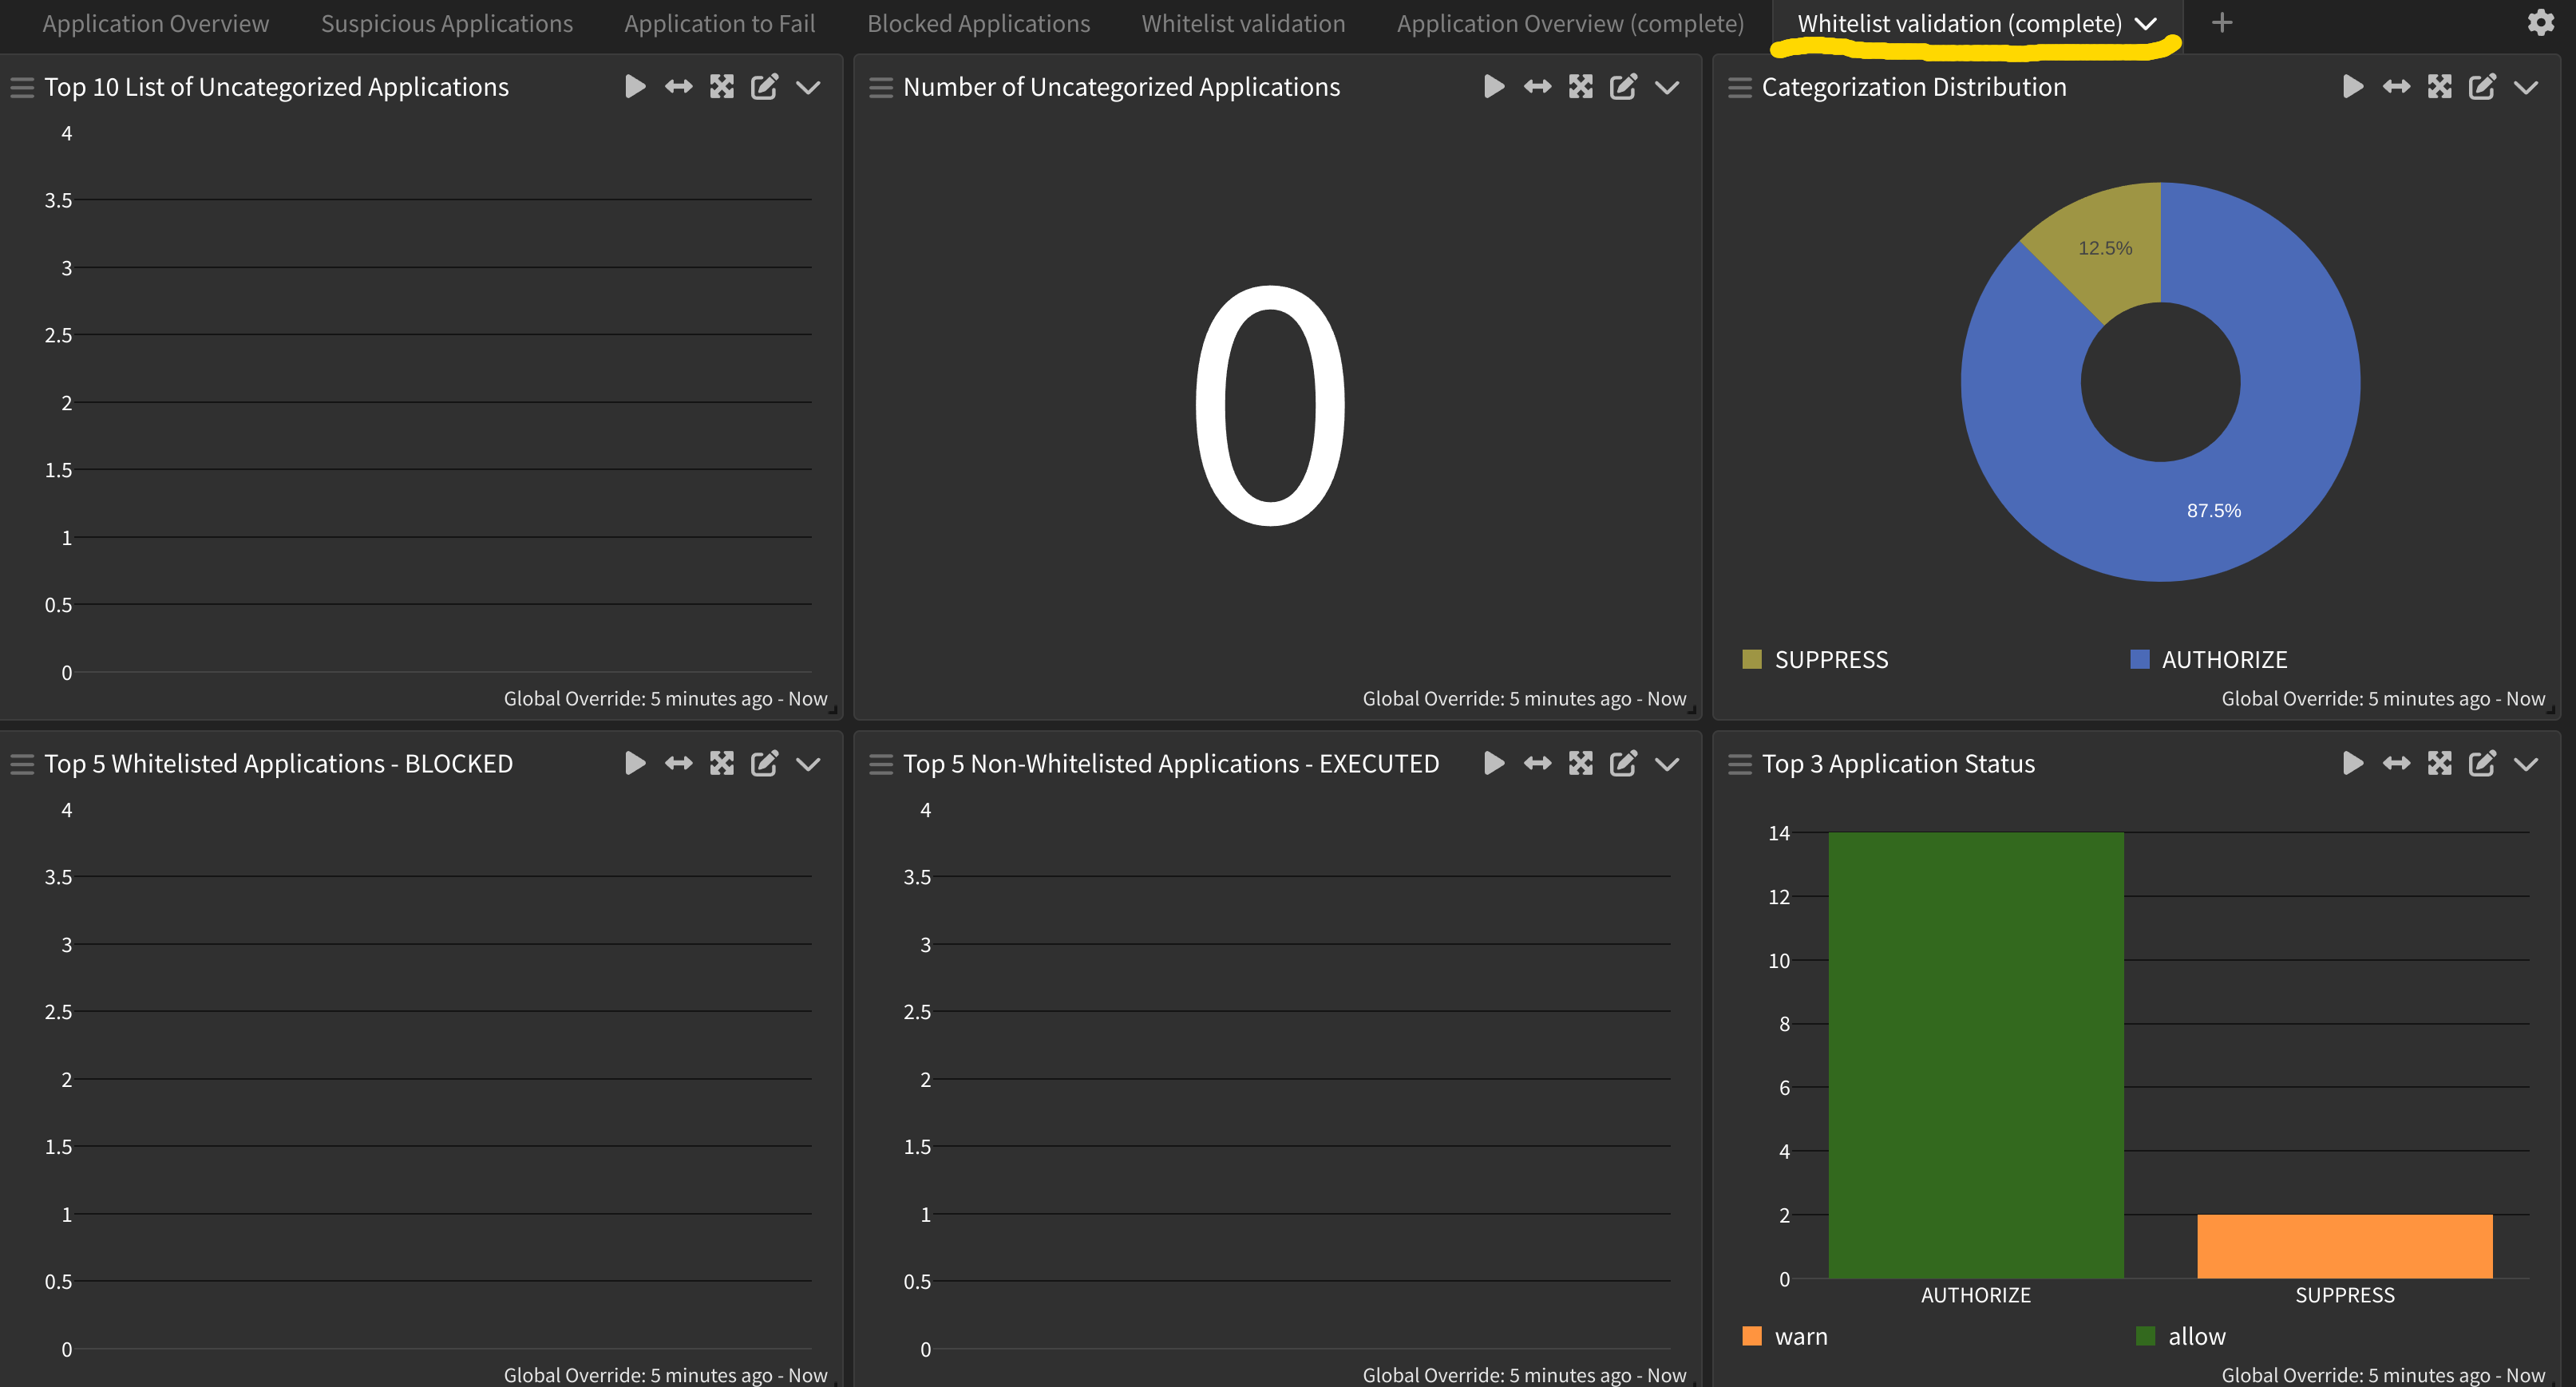 Application Overview Suspicious Applications Application to Fail Blocked Applications Whitelist validation Application Overview (complete) Whitelist validation (complete)
Top 10 List of Uncategorized Applications
4
3.5
3
2.5
2
1.5
1
0.5
0
Global Override: 5 minutes ago - Now
Number of Uncategorized Applications
0
Global Override: 5 minutes ago - Now
Categorization Distribution
12.5%
87.5%
SUPPRESS AUTHORIZE
Global Override: 5 minutes ago - Now
Top 5 Whitelisted Applications - BLOCKED
4
3.5
3
2.5
2
1.5
1
0.5
0
Global Override: 5 minutes ago - Now
Top 5 Non-Whitelisted Applications - EXECUTED
4
3.5
3
2.5
2
1.5
1
0.5
0
Global Override: 5 minutes ago - Now
Top 3 Application Status
14
12
10
8
6
4
2
0
AUTHORIZE SUPPRESS
warn allow
Global Override: 5 minutes ago - Now